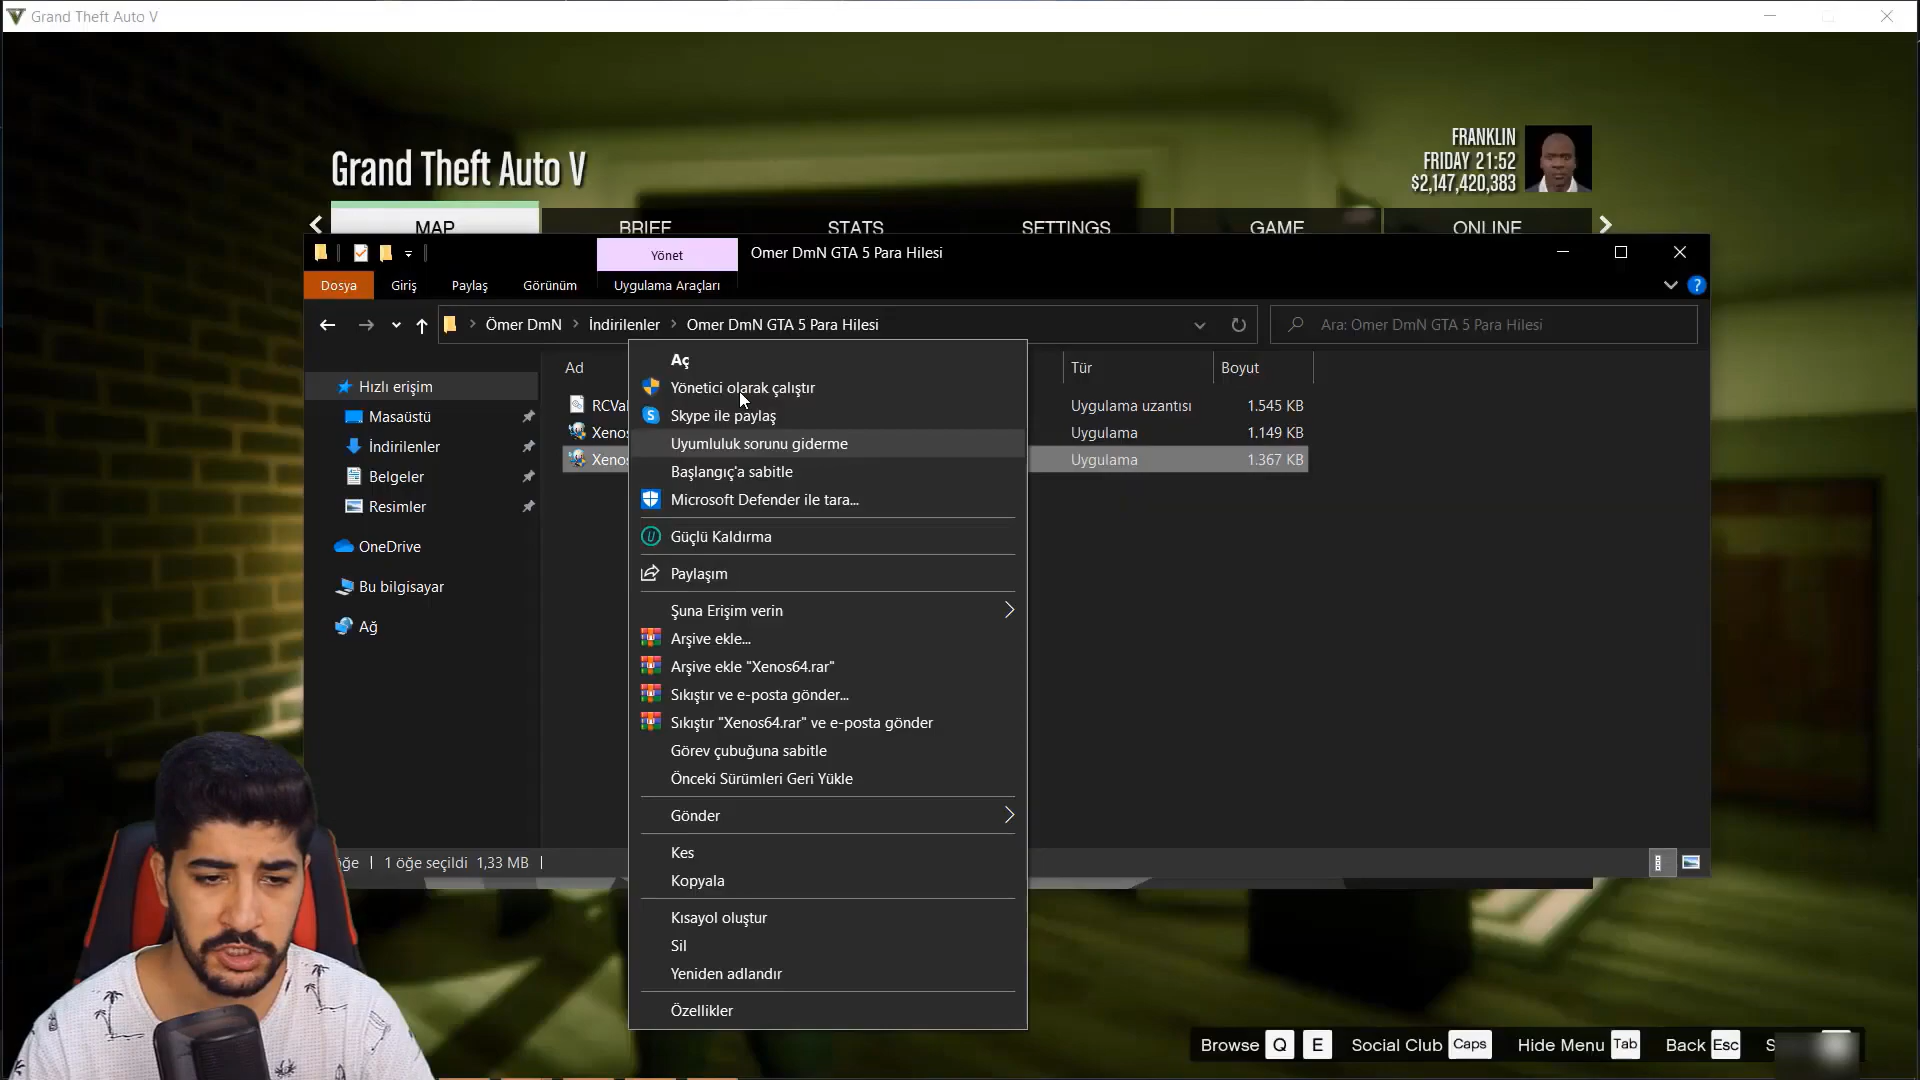 Grand Theft Auto V
Grand Theft Auto V
FRANKLIN
FRIDAY 21:52
$2,147,420,383
MAP BRIEF STATS SETTINGS GAME ONLINE
Yönet Omer DmN GTA 5 Para Hilesi
Dosya Giriş Paylaş Görünüm Uygulama Araçları
Ömer DmN > İndirilenler > Omer DmN GTA 5 Para Hilesi
Ara: Omer DmN GTA 5 Para Hilesi
Ad Tür Boyut
Hızlı erişim
Masaüstü
İndirilenler
Belgeler
Resimler
OneDrive
Bu bilgisayar
Ağ
Uygulama uzantısı 1.545 KB
Xenos Uygulama 1.149 KB
Xenos Uygulama 1.367 KB
Aç
Yönetici olarak çalıştır
Skype ile paylaş
Uyumluluk sorunu giderme
Başlangıç'a sabitle
Microsoft Defender ile tara...
Güçlü Kaldırma
Paylaşım
Şuna Erişim verin
Arşive ekle...
Arşive ekle "Xenos64.rar"
Sıkıştır ve e-posta gönder...
Sıkıştır "Xenos64.rar" ve e-posta gönder
Görev çubuğuna sabitle
Önceki Sürümleri Geri Yükle
Gönder
Kes
Kopyala
Kısayol oluştur
Sil
Yeniden adlandır
Özellikler
1 öğe seçildi 1,33 MB
Browse Q E Social Club Caps Hide Menu Tab Back Esc